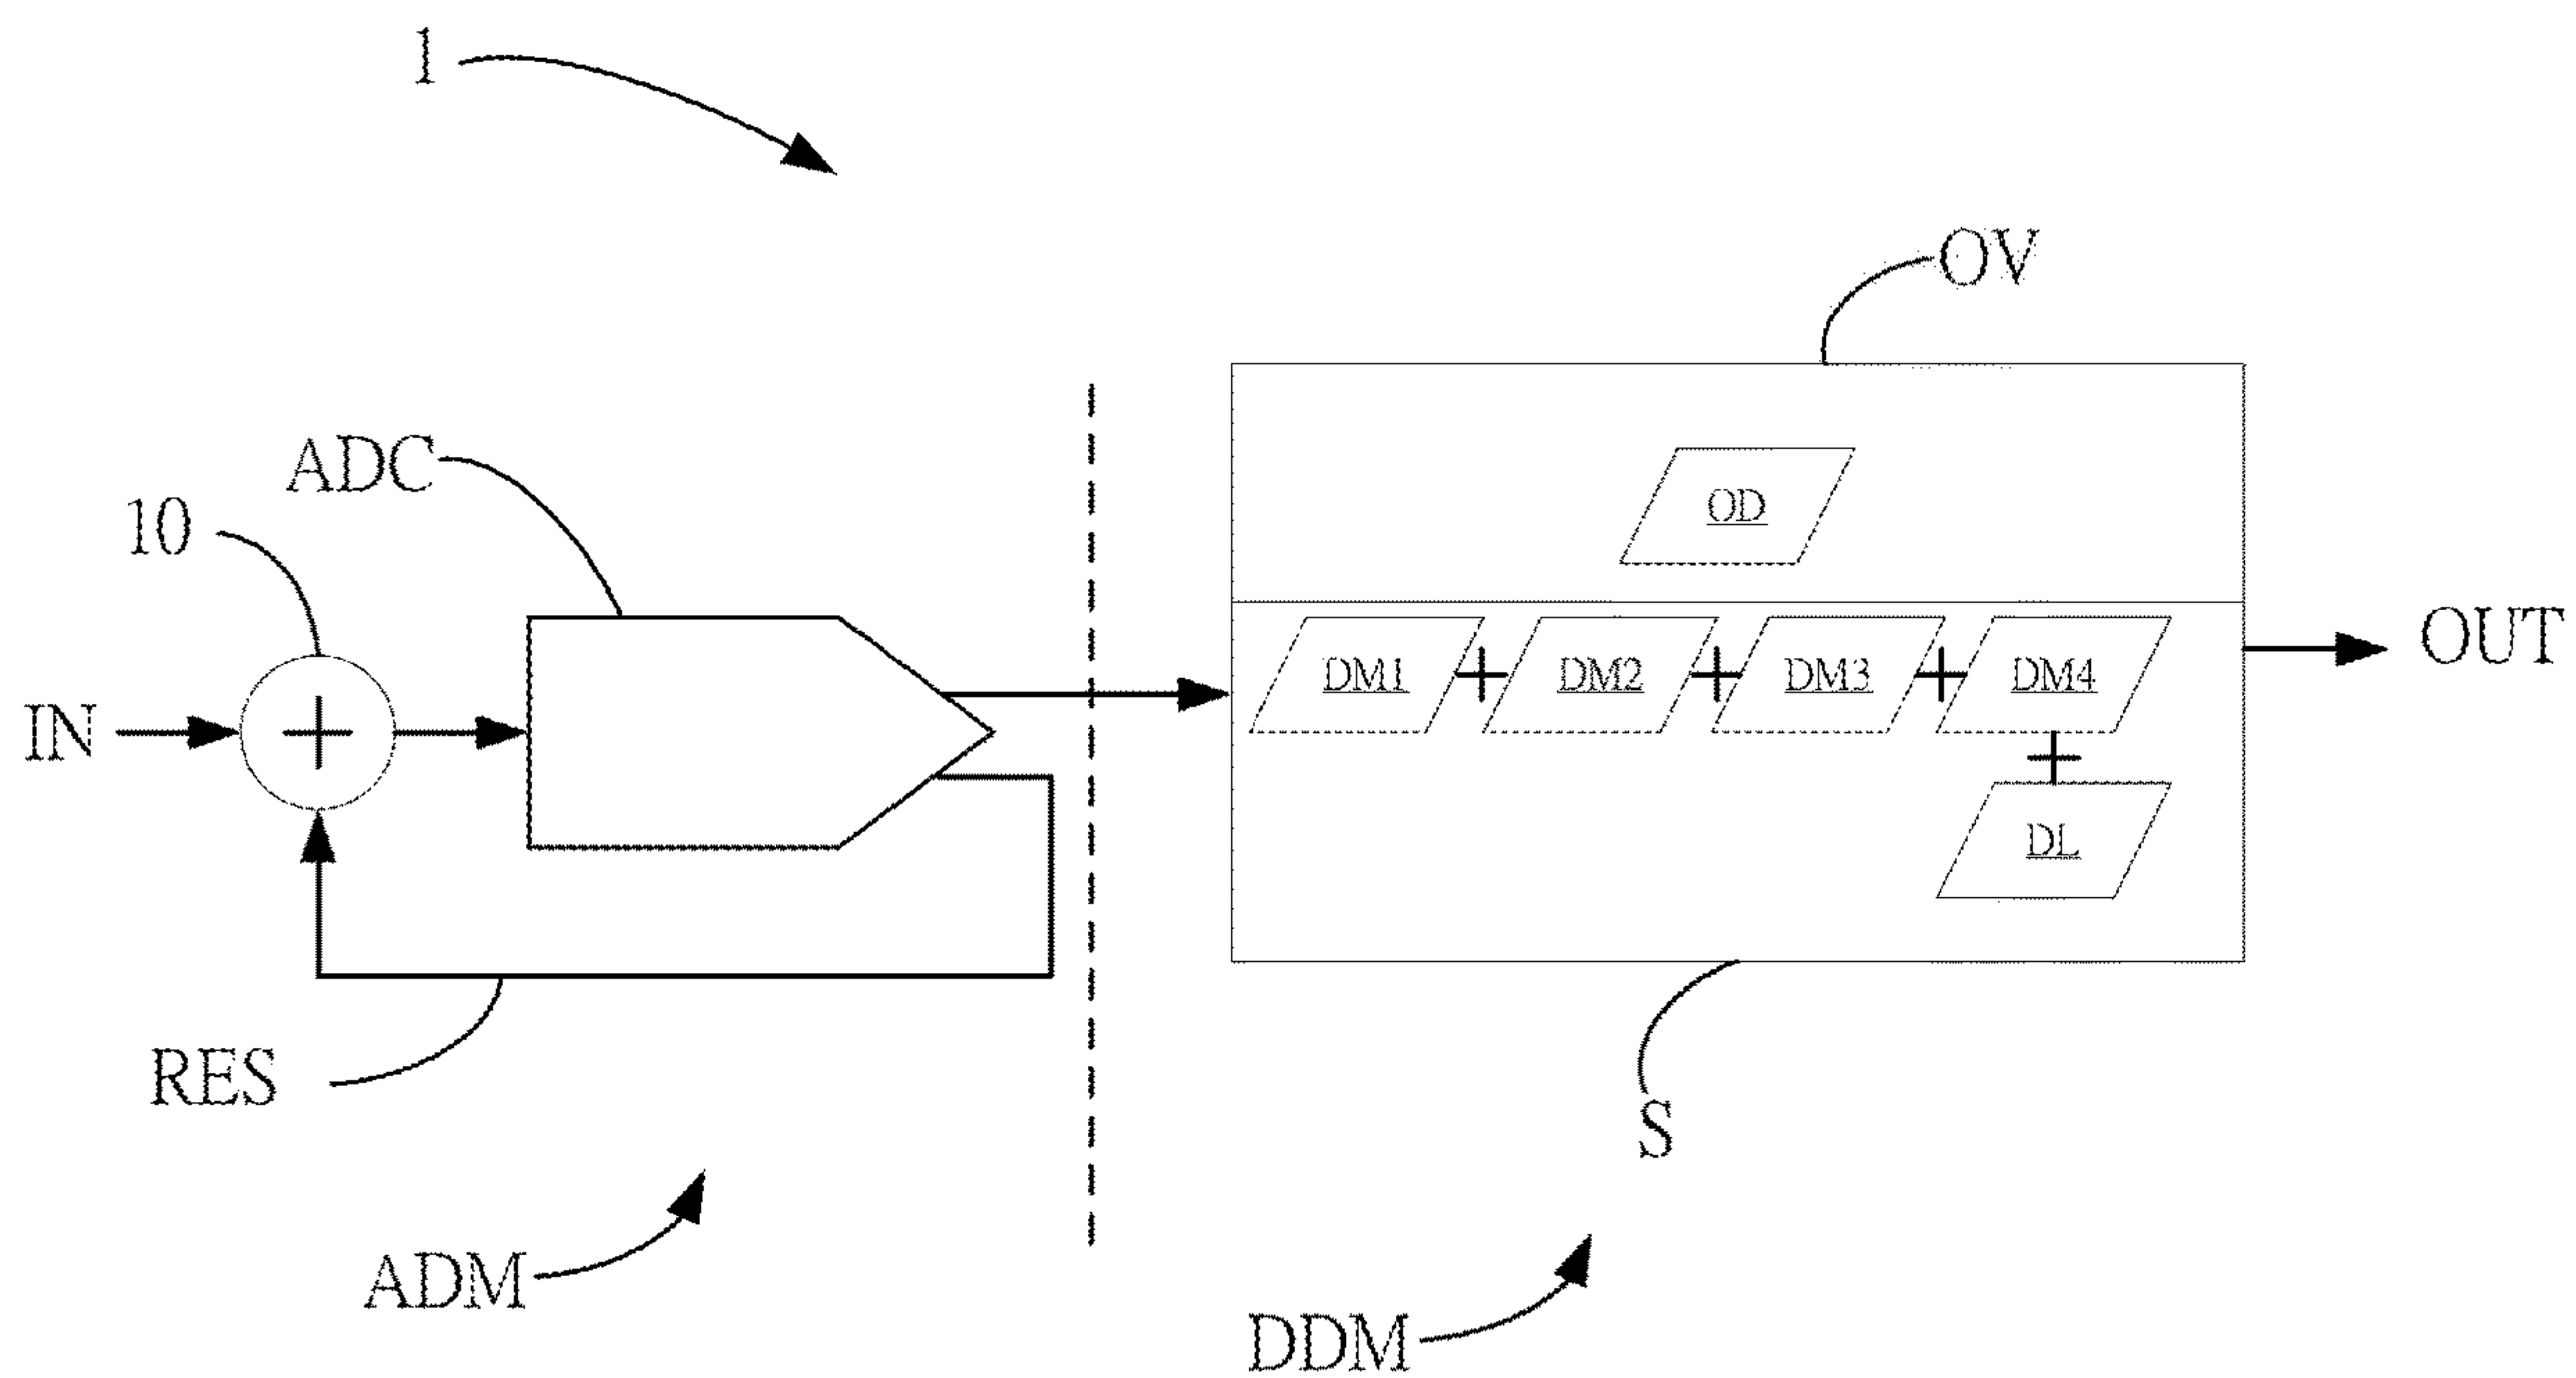 1
OV
ADC
10
OD
OUT
DM1 + DM2 + DM3 + DM4
IN
+
+
DL
RES
S
ADM
DDM